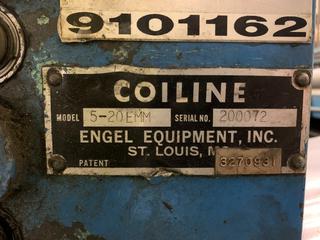 9101162
COILINE
MODEL 5-20EMM SERIAL NO. 200072
ENGEL EQUIPMENT, INC.
ST. LOUIS,
PATENT 3270931